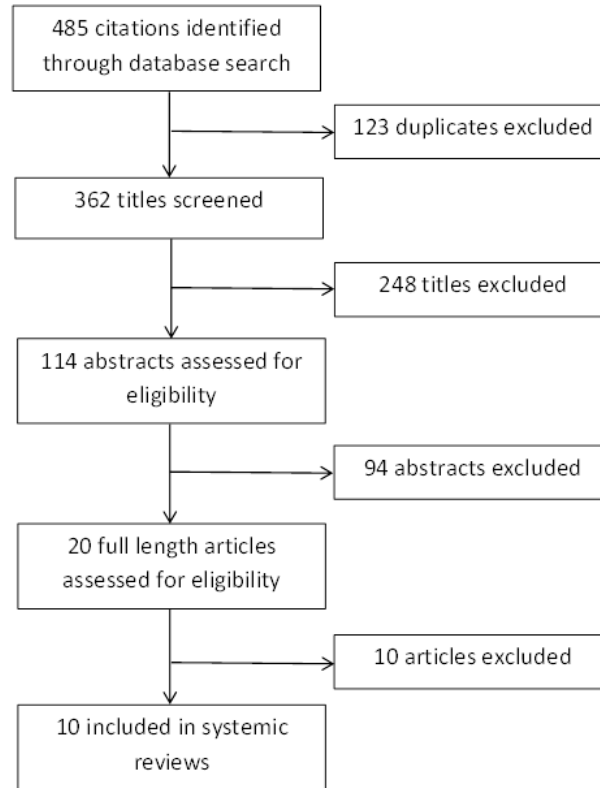 485 citations identified
through database search
123 duplicates excluded
362 titles screened
248 titles excluded
114 abstracts assessed for
eligibility
94 abstracts excluded
20 full length articles
assessed for eligibility
10 articles excluded
10 included in systemic
reviews